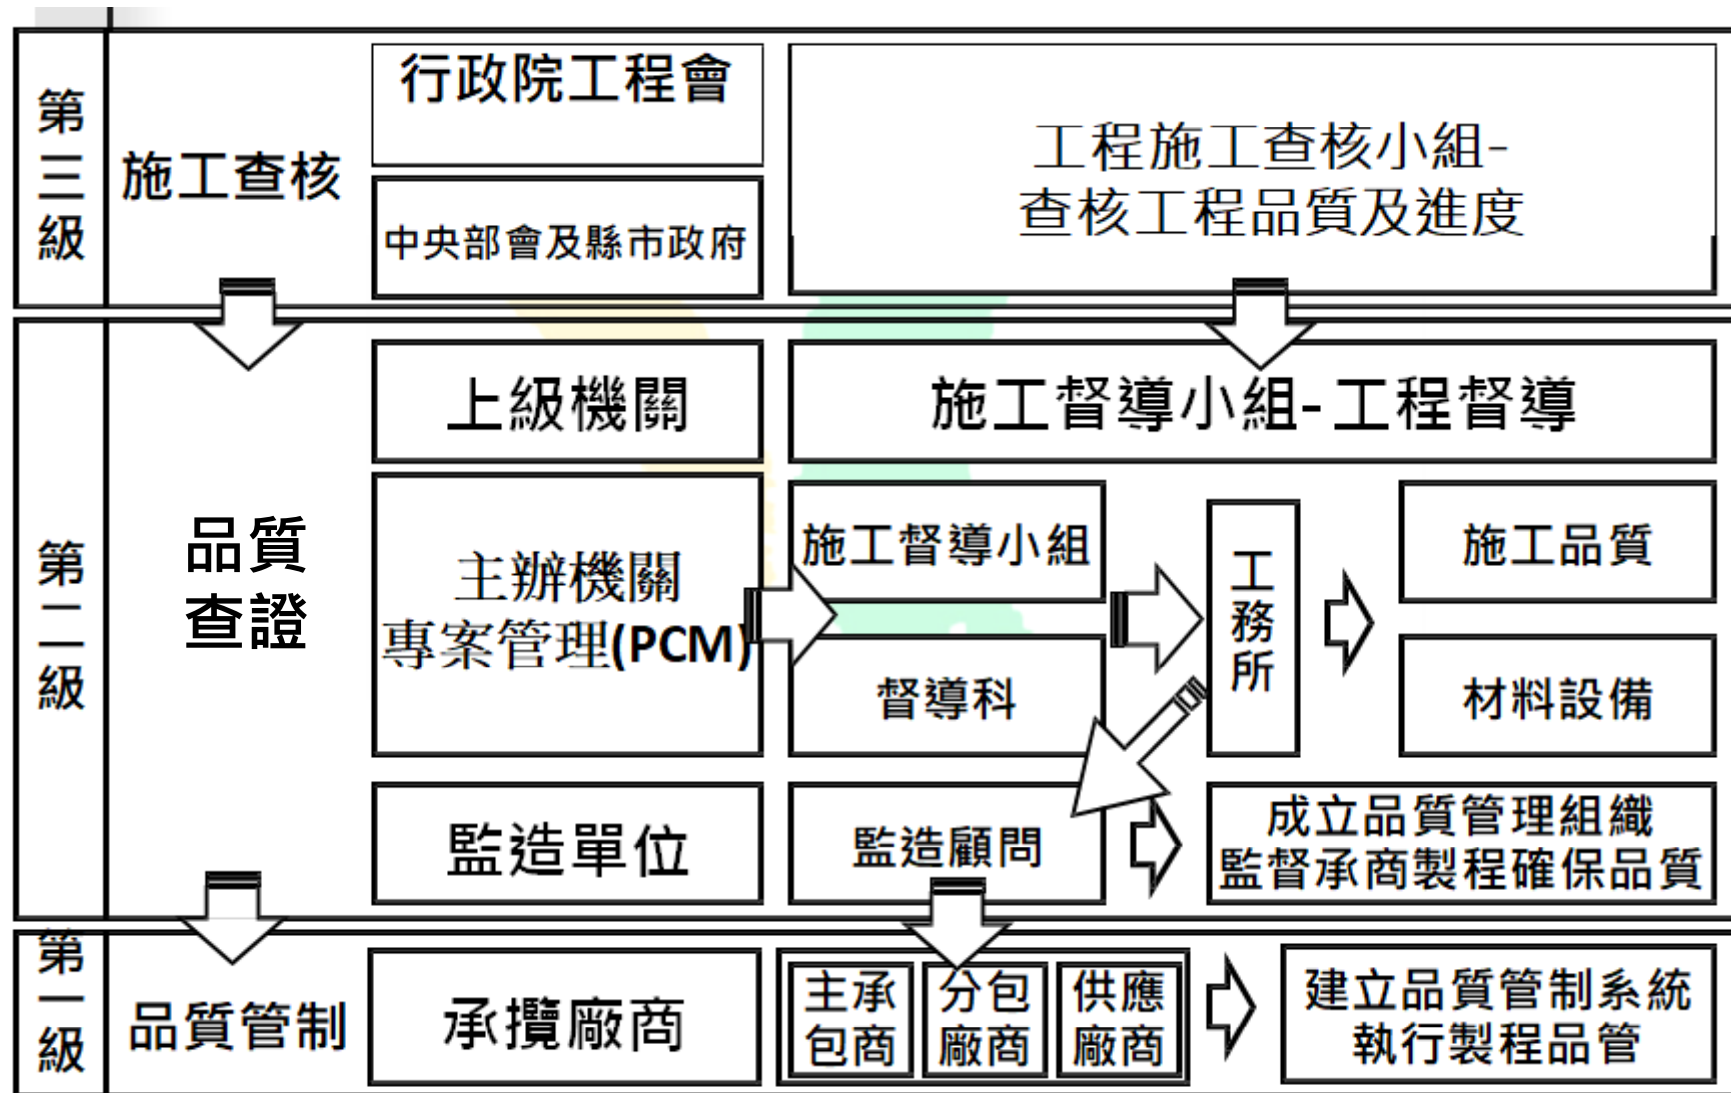 第三級
施工查核
行政院工程會
中央部會及縣市政府
工程施工查核小組-
查核工程品質及進度
第二級
品質
查證
上級機關
施工督導小組-工程督導
主辦機關
專案管理(PCM)
施工督導小組
督導科
工務所
施工品質
材料設備
監造單位
監造顧問
成立品質管理組織
監督承商製程確保品質
第一級
品質管制
承攬廠商
主承
包商
分包
廠商
供應
廠商
建立品質管制系統
執行製程品管